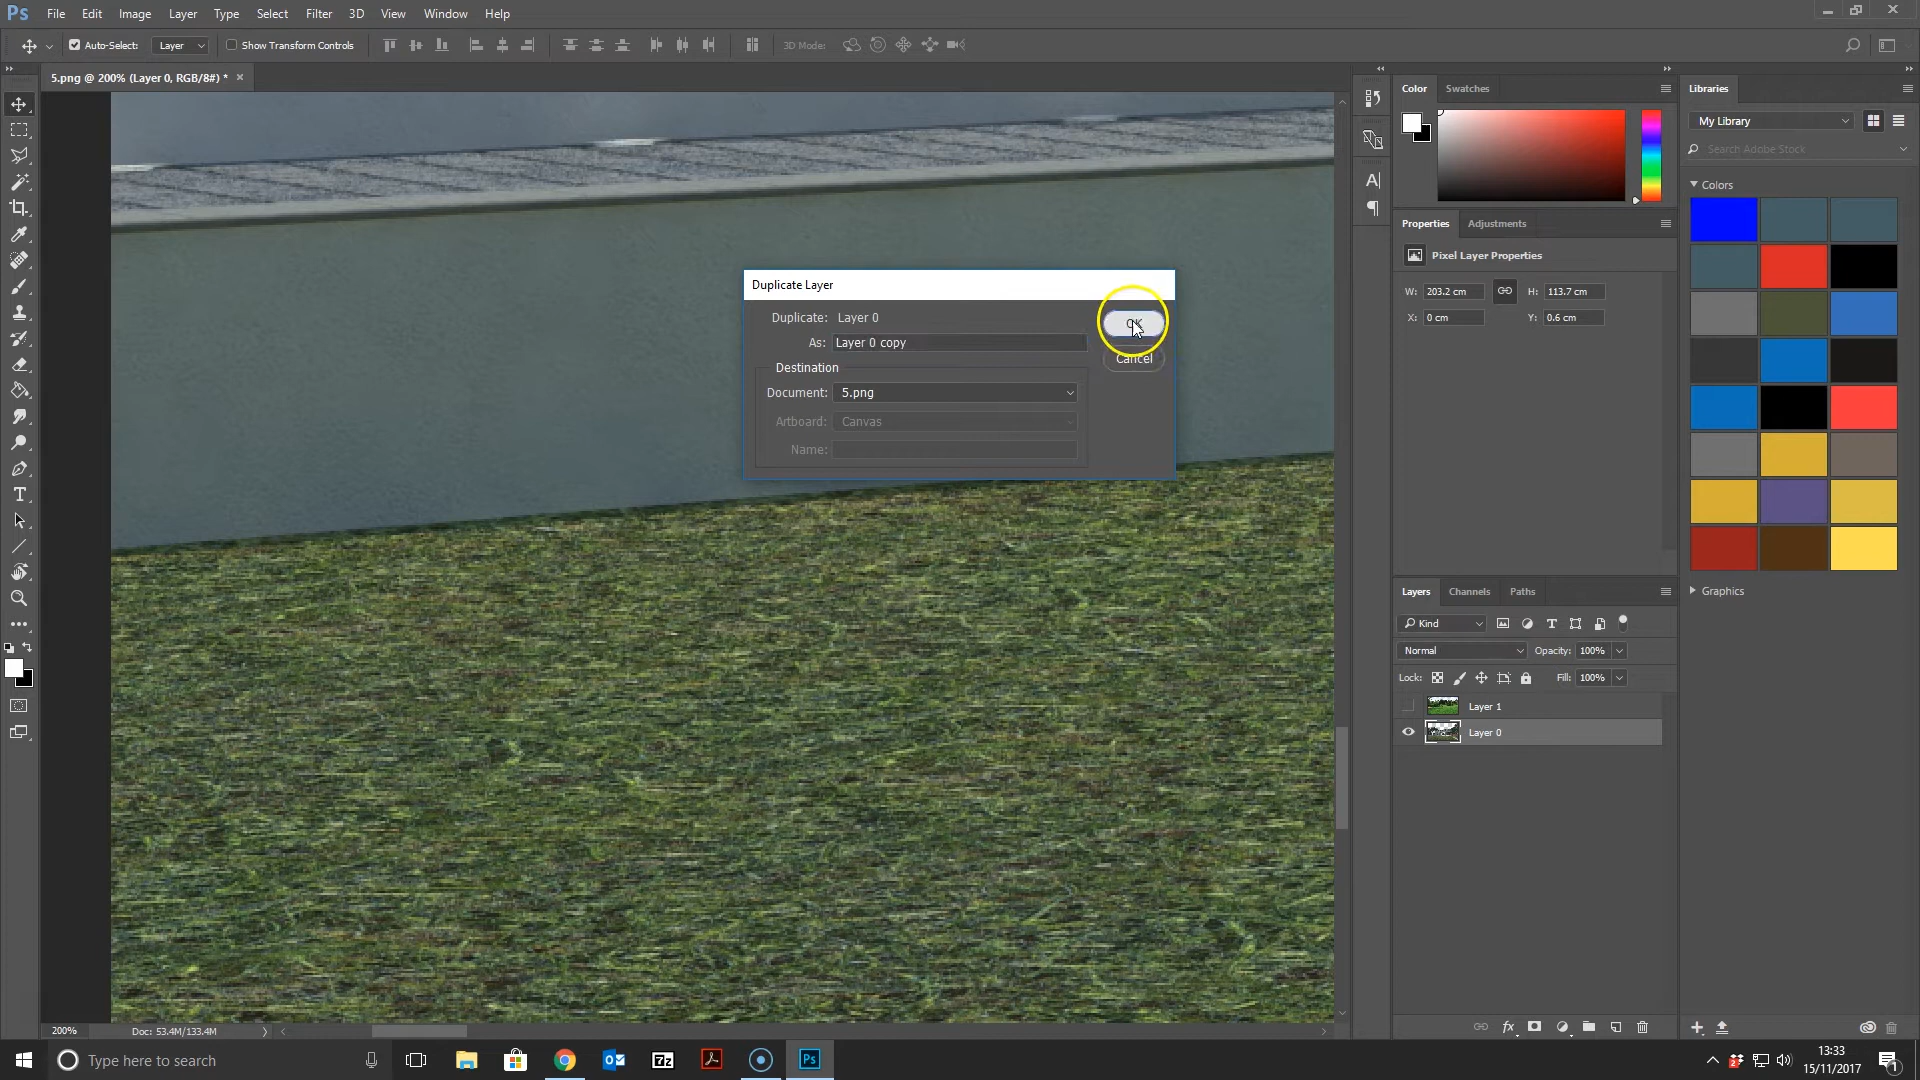 Ps File Edit Image Layer Type Select Filter 3D View Window Help
Auto-Select: Layer Show Transform Controls 3D Mode:
5.png @ 200% (Layer 0, RGB/8#) * ×
Color Swatches
Libraries
My Library
Search Adobe Stock
Colors
Properties Adjustments
Pixel Layer Properties
W: 203.2 cm H: 113.7 cm
X: 0 cm Y: 0.6 cm
Duplicate Layer
Duplicate: Layer 0
OK
As: Layer 0 copy
Cancel
Destination
Document: 5.png
Artboard: Canvas
Name:
Graphics
Layers Channels Paths
Kind
Normal Opacity: 100%
Lock: Fill: 100%
Layer 1
Layer 0
fx
200% Doc: 53.4M/133.4M
Type here to search
7z
Ps
13:33
15/11/2017